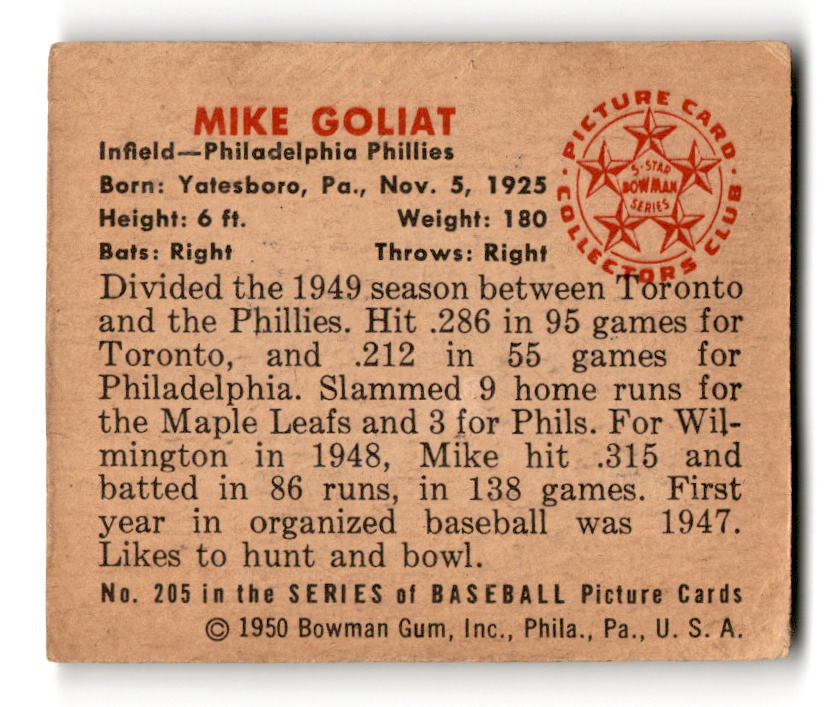 MIKE GOLIAT
Infield—Philadelphia Phillies
Born: Yatesboro, Pa., Nov. 5, 1925
Height: 6 ft. Weight: 180
Bats: Right Throws: Right
PICTURE CARD
COLLECTORS CLUB
5-STAR
BOWMAN
SERIES
Divided the 1949 season between Toronto
and the Phillies. Hit .286 in 95 games for
Toronto, and .212 in 55 games for
Philadelphia. Slammed 9 home runs for
the Maple Leafs and 3 for Phils. For Wil-
mington in 1948, Mike hit .315 and
batted in 86 runs, in 138 games. First
year in organized baseball was 1947.
Likes to hunt and bowl.
No. 205 in the SERIES of BASEBALL Picture Cards
© 1950 Bowman Gum, Inc., Phila., Pa., U. S. A.